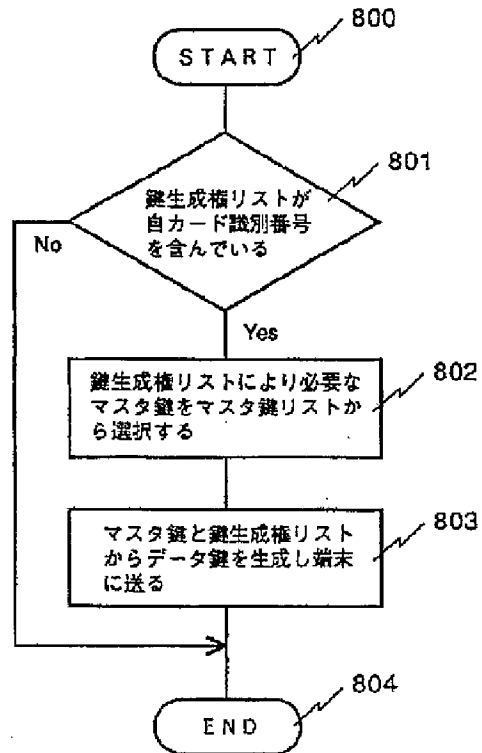 800
START
801
鍵生成権リストが
自カード識別番号
を含んでいる
No
Yes
802
鍵生成権リストにより必要な
マスタ鍵をマスタ鍵リストか
ら選択する
803
マスタ鍵と鍵生成権リスト
からデータ鍵を生成し端末
に送る
804
END